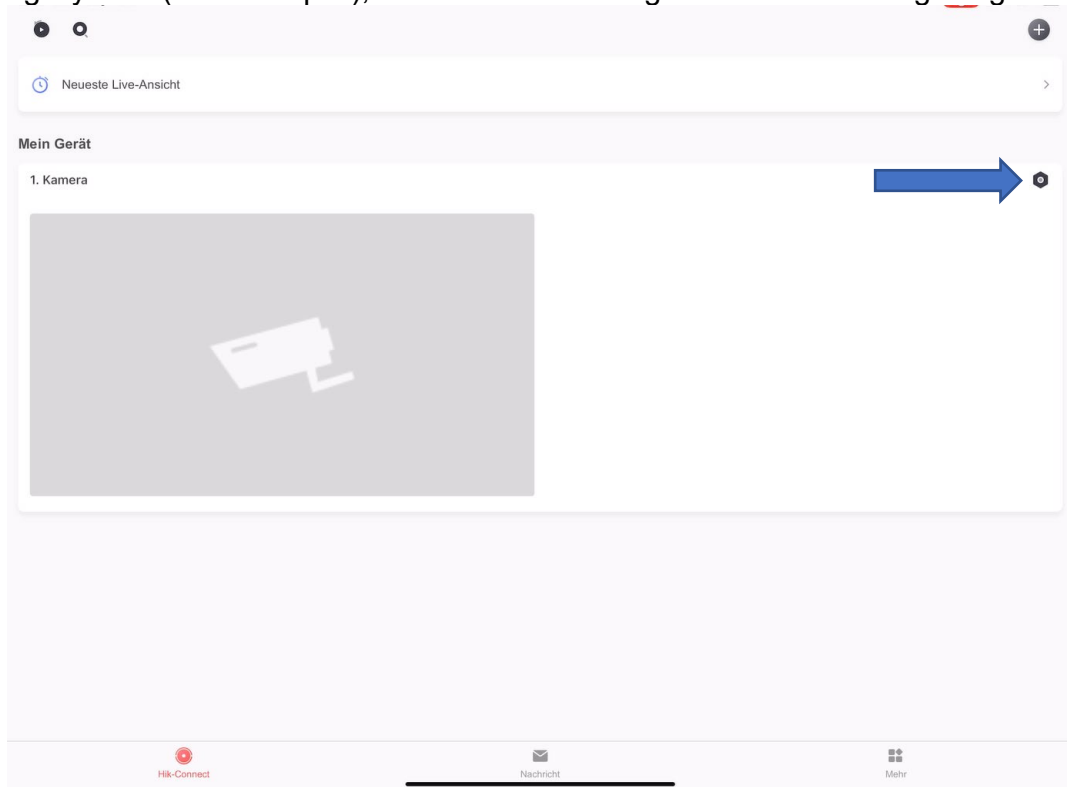 Neueste Live-Ansicht
Mein Gerät
1. Kamera
Hik-Connect
Nachricht
Mehr